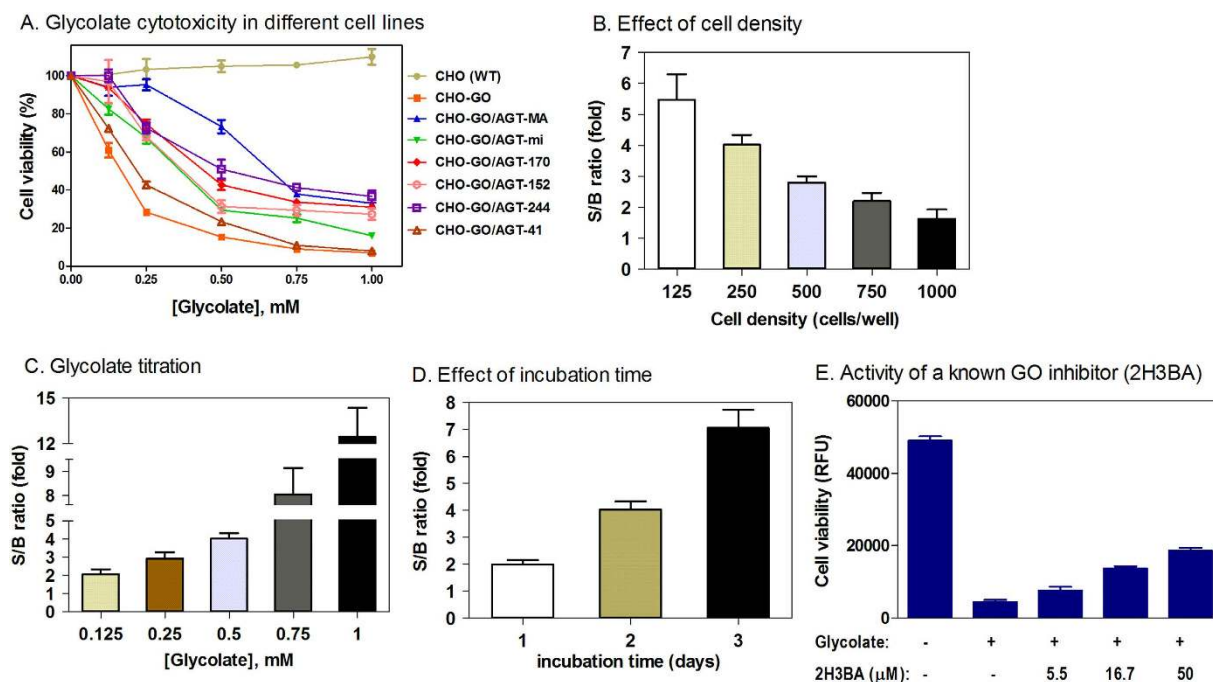 A. Glycolate cytotoxicity in different cell lines
Cell viability (%)
100
80
60
40
20
0
0.00 0.25 0.50 0.75 1.00
[Glycolate], mM
CHO (WT)
CHO-GO
CHO-GO/AGT-MA
CHO-GO/AGT-mi
CHO-GO/AGT-170
CHO-GO/AGT-152
CHO-GO/AGT-244
CHO-GO/AGT-41
B. Effect of cell density
S/B ratio (fold)
7
6
5
4
3
2
1
0
125 250 500 750 1000
Cell density (cells/well)
C. Glycolate titration
S/B ratio (fold)
15
12
9
8
5
4
3
2
1
0
0.125 0.25 0.5 0.75 1
[Glycolate], mM
D. Effect of incubation time
S/B ratio (fold)
8
7
6
5
4
3
2
1
0
1 2 3
incubation time (days)
E. Activity of a known GO inhibitor (2H3BA)
Cell viability (RFU)
60000
40000
20000
0
Glycolate: - + + + +
2H3BA (μM): - - 5.5 16.7 50